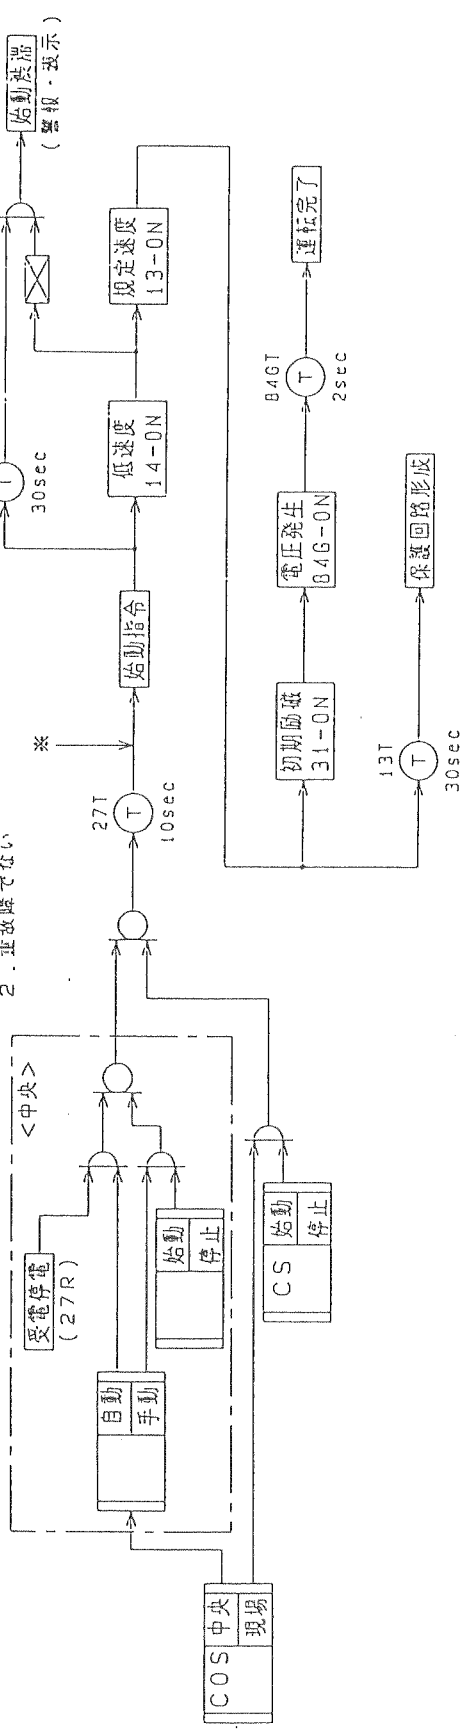 2．重故障でない
<中央>
受電停電
(27R)
自動
手動
始動
停止
COS
中央
現場
CS
始動
停止
※
27T
T
10sec
始動指令
T
30sec
低速度
14-ON
規定速度
13-ON
始動渋滞
(警報・表示)
初期励磁
31-ON
電圧発生
84G-ON
84GT
T
2sec
運転完了
13T
T
30sec
保護回路形成